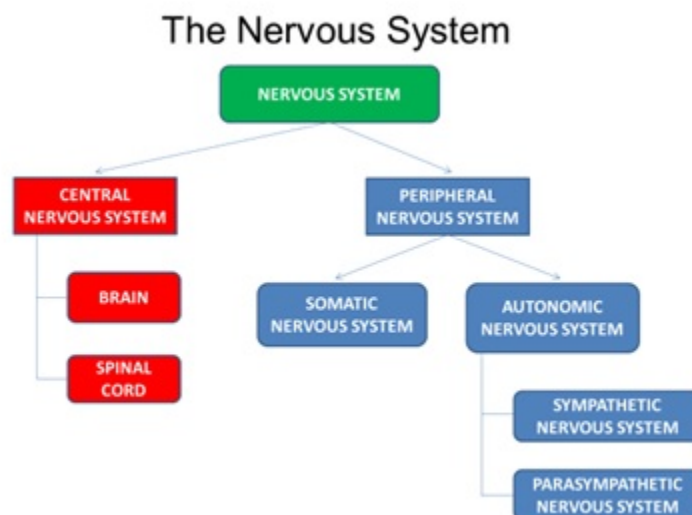 The Nervous System
NERVOUS SYSTEM
CENTRAL
NERVOUS SYSTEM
PERIPHERAL
NERVOUS SYSTEM
BRAIN
SPINAL
CORD
SOMATIC
NERVOUS SYSTEM
AUTONOMIC
NERVOUS SYSTEM
SYMPATHETIC
NERVOUS SYSTEM
PARASYMPATHETIC
NERVOUS SYSTEM